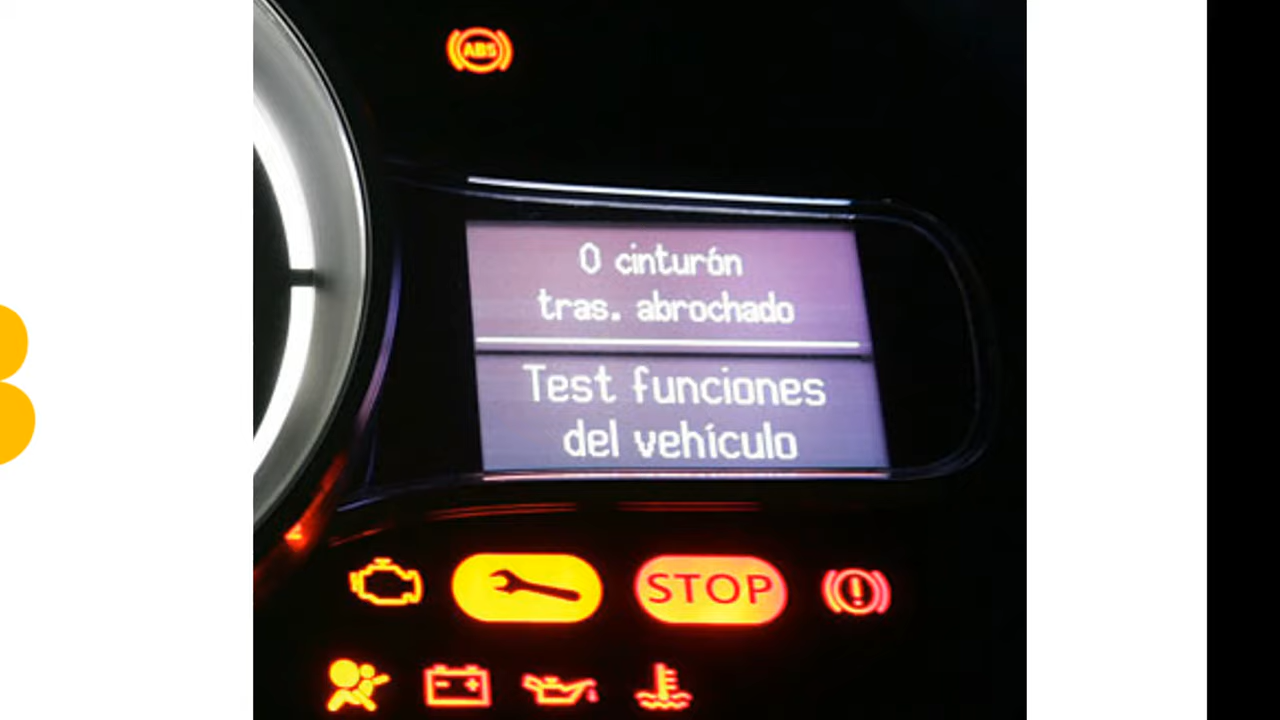 ABS
0 cinturón
tras. abrochado
Test funciones
del vehículo
STOP